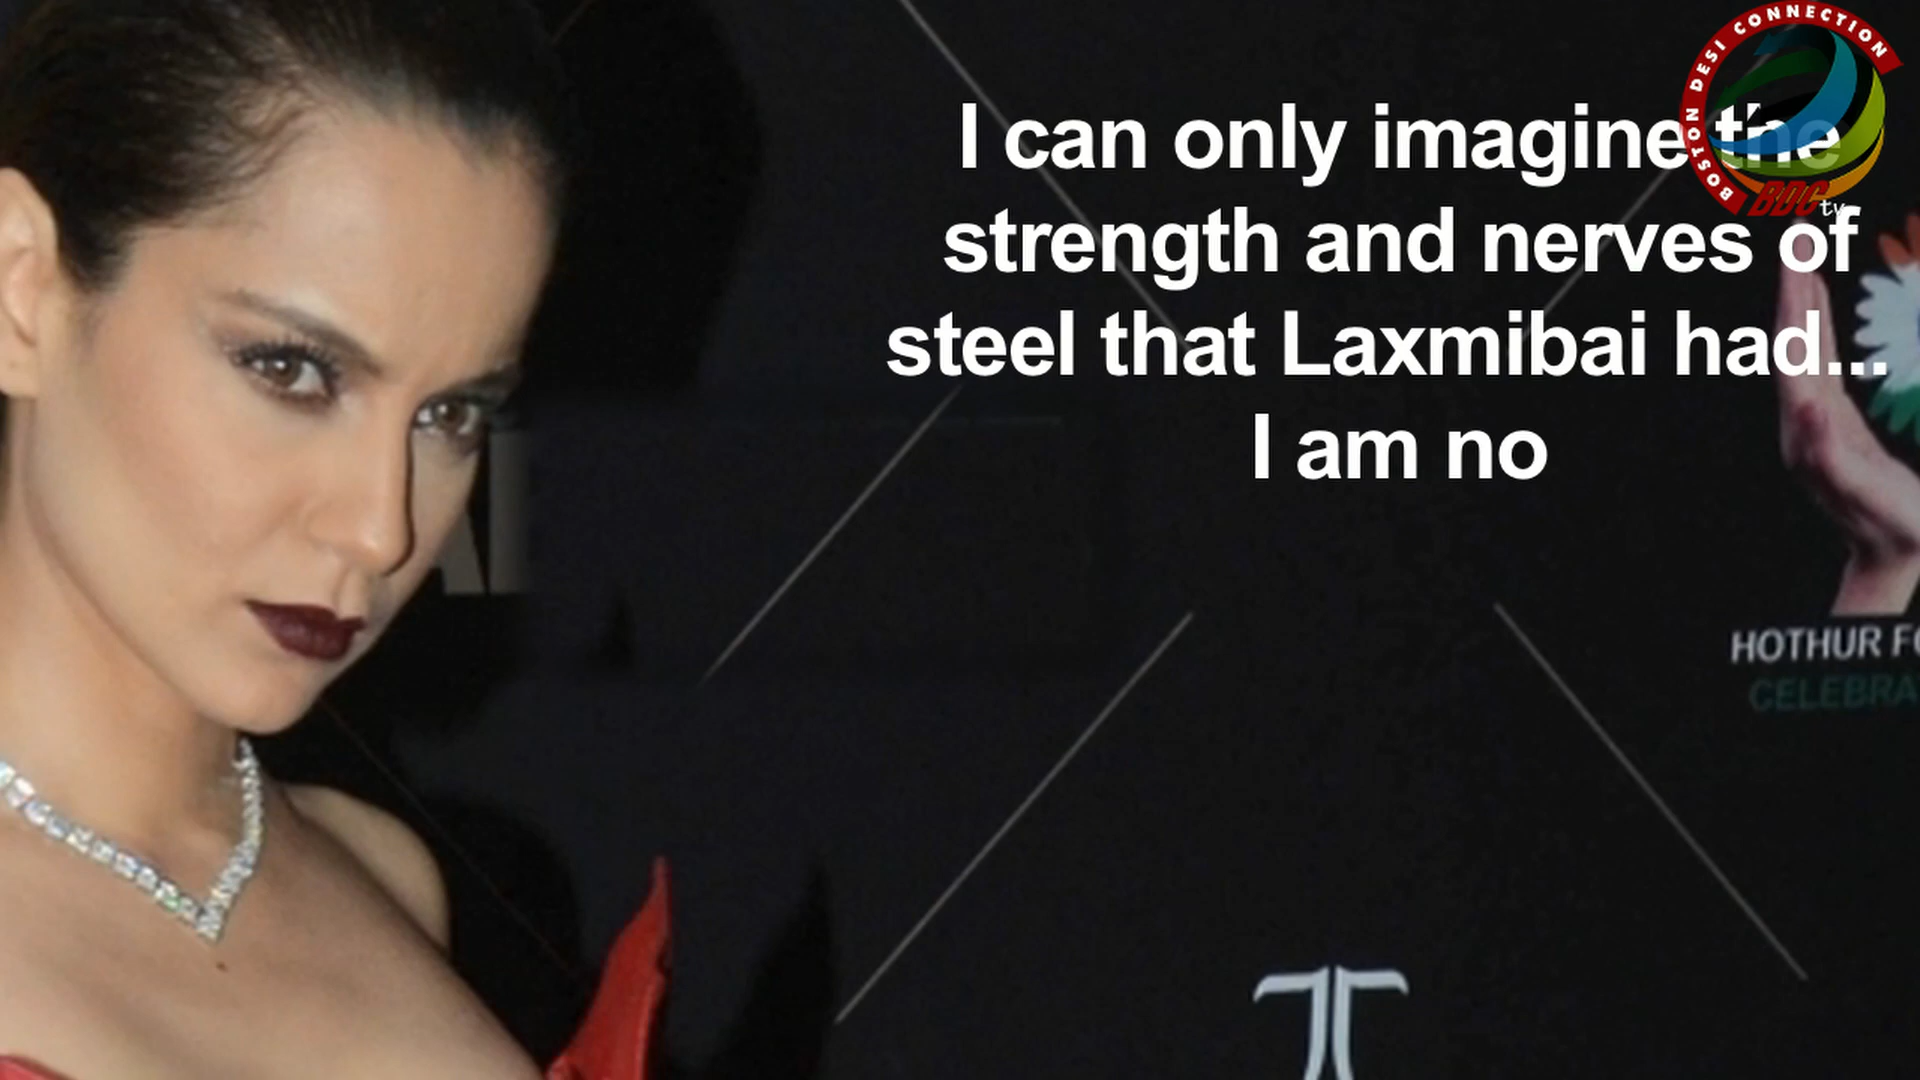 BOSTON DESI CONNECTION
BDC
tv
I can only imagine the
strength and nerves of
steel that Laxmibai had...
I am no
HOTHUR